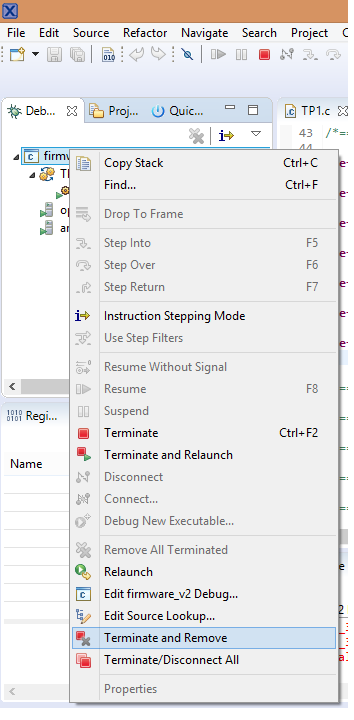 File Edit Source Refactor Navigate Search Project
Deb... Proj... Quic... TP1.c
43 /*==
44
firmw
Copy Stack Ctrl+C
Find... Ctrl+F
Drop To Frame
Step Into F5
Step Over F6
Step Return F7
Instruction Stepping Mode
Use Step Filters
Resume Without Signal
Resume F8
Suspend
Terminate Ctrl+F2
Terminate and Relaunch
Disconnect
Connect...
Debug New Executable...
Remove All Terminated
Relaunch
Edit firmware_v2 Debug...
Edit Source Lookup...
Terminate and Remove
Terminate/Disconnect All
Properties
1010
0101 Regi...
Name